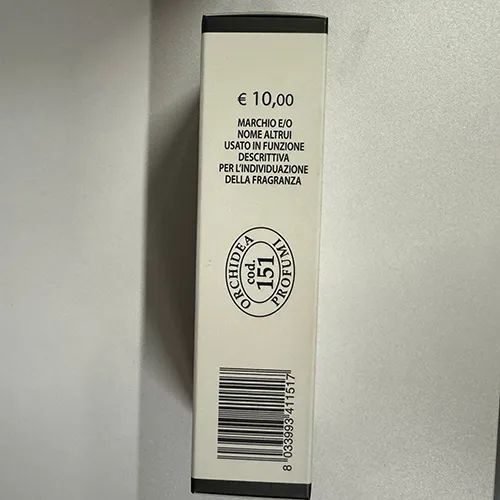 € 10,00
MARCHIO E/O
NOME ALTRUI
USATO IN FUNZIONE
DESCRITTIVA
PER L'INDIVIDUAZIONE
DELLA FRAGRANZA
ORCHIDEA
cod.
151
PROFUMI
8 033993 411517